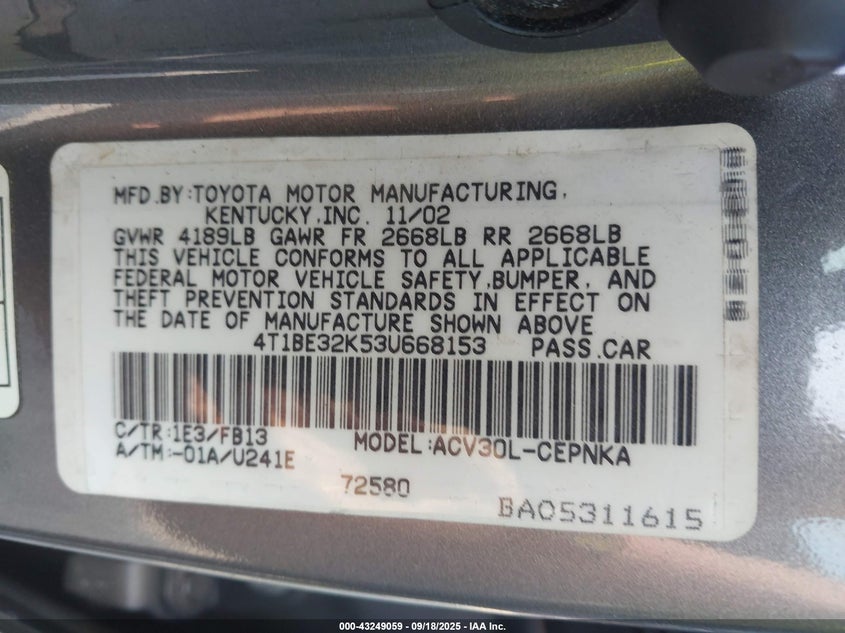 MFD.BY:TOYOTA MOTOR MANUFACTURING,
KENTUCKY,INC. 11/02
GVWR 4189LB GAWR FR 2668LB RR 2668LB
THIS VEHICLE CONFORMS TO ALL APPLICABLE
FEDERAL MOTOR VEHICLE SAFETY,BUMPER, AND
THEFT PREVENTION STANDARDS IN EFFECT ON
THE DATE OF MANUFACTURE SHOWN ABOVE
4T1BE32K53U668153 PASS.CAR
C/TR:1E3/FB13
A/TM:-01A/U241E
MODEL:ACV30L-CEPNKA
72580
BA05311615
000-43249059 - 09/18/2025 - IAA Inc.